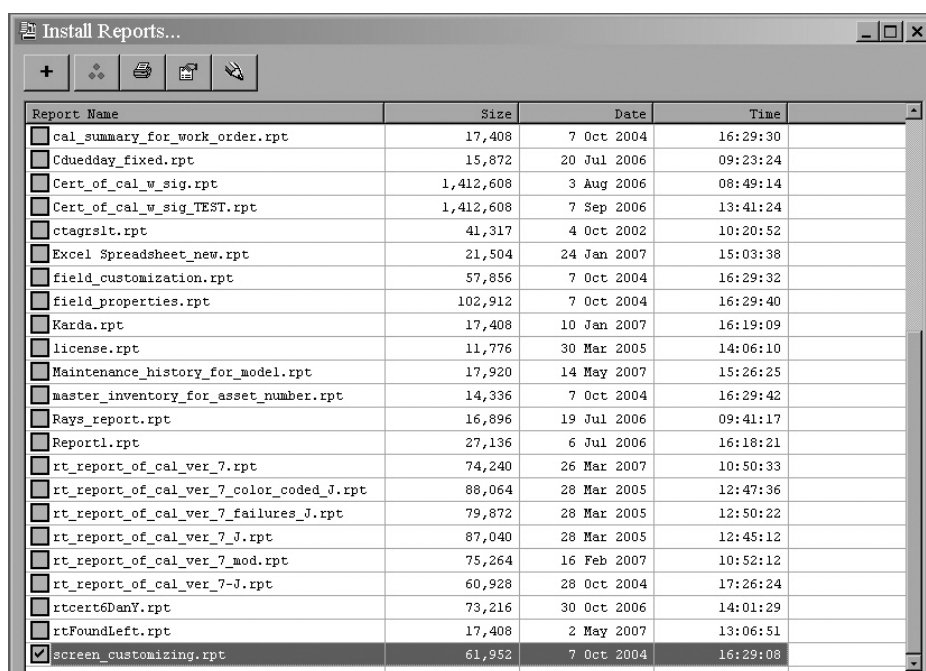 Install Reports...
Report Name Size Date Time
cal_summary_for_work_order.rpt 17,408 7 Oct 2004 16:29:30
Cduedday_fixed.rpt 15,872 20 Jul 2006 09:23:24
Cert_of_cal_w_sig.rpt 1,412,608 3 Aug 2006 08:49:14
Cert_of_cal_w_sig_TEST.rpt 1,412,608 7 Sep 2006 13:41:24
ctagrslt.rpt 41,317 4 Oct 2002 10:20:52
Excel Spreadsheet_new.rpt 21,504 24 Jan 2007 15:03:38
field_customization.rpt 57,856 7 Oct 2004 16:29:32
field_properties.rpt 102,912 7 Oct 2004 16:29:40
Karda.rpt 17,408 10 Jan 2007 16:19:09
license.rpt 11,776 30 Mar 2005 14:06:10
Maintenance_history_for_model.rpt 17,920 14 May 2007 15:26:25
master_inventory_for_asset_number.rpt 14,336 7 Oct 2004 16:29:42
Rays_report.rpt 16,896 19 Jul 2006 09:41:17
Report1.rpt 27,136 6 Jul 2006 16:18:21
rt_report_of_cal_ver_7.rpt 74,240 26 Mar 2007 10:50:33
rt_report_of_cal_ver_7_color_coded_J.rpt 88,064 28 Mar 2005 12:47:36
rt_report_of_cal_ver_7_failures_J.rpt 79,872 28 Mar 2005 12:50:22
rt_report_of_cal_ver_7_J.rpt 87,040 28 Mar 2005 12:45:12
rt_report_of_cal_ver_7_mod.rpt 75,264 16 Feb 2007 10:52:12
rt_report_of_cal_ver_7-J.rpt 60,928 28 Oct 2004 17:26:24
rtcert6DanY.rpt 73,216 30 Oct 2006 14:01:29
rtFoundLeft.rpt 17,408 2 May 2007 13:06:51
screen_customizing.rpt 61,952 7 Oct 2004 16:29:08